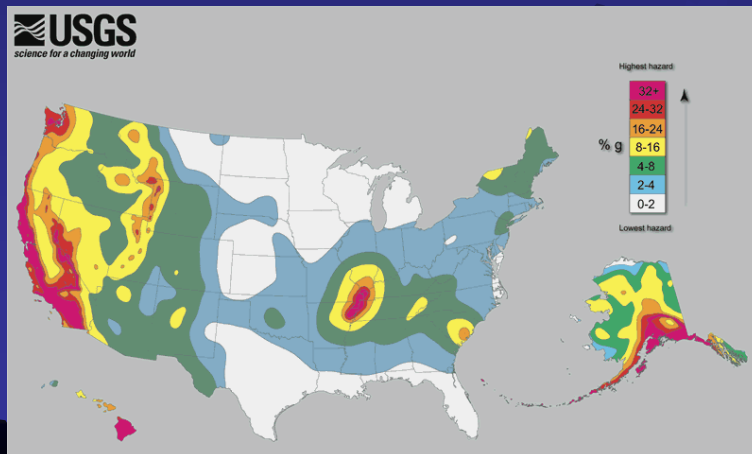 USGS
science for a changing world
Highest hazard
32+
24-32
16-24
% g
8-16
4-8
2-4
0-2
Lowest hazard